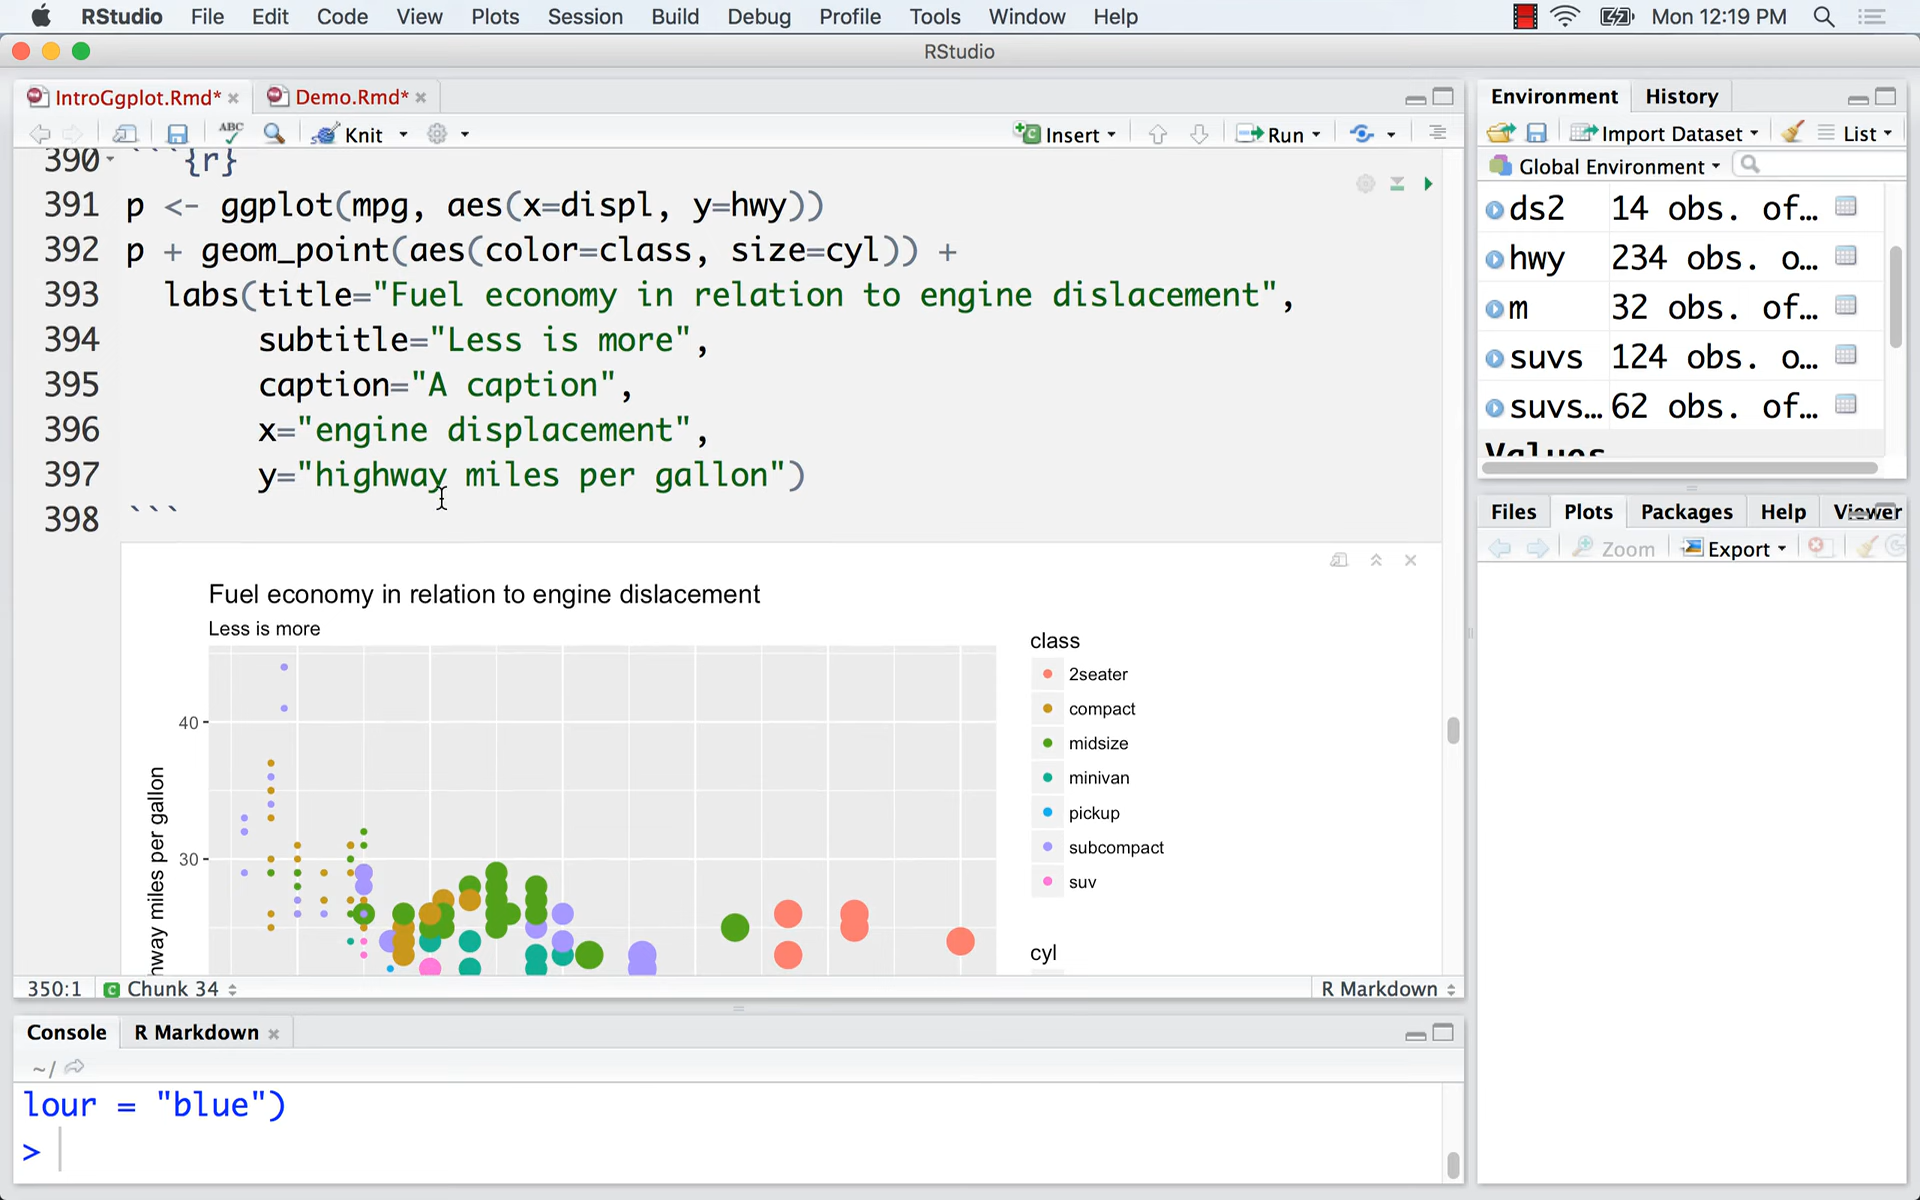 RStudio File Edit Code View Plots Session Build Debug Profile Tools Window Help Mon 12:19 PM
RStudio
IntroGgplot.Rmd* Demo.Rmd*
ABC Knit Insert Run
390 ```{r}
391 p <- ggplot(mpg, aes(x=displ, y=hwy))
392 p + geom_point(aes(color=class, size=cyl)) +
393 labs(title="Fuel economy in relation to engine dislacement",
394 subtitle="Less is more",
395 caption="A caption",
396 x="engine displacement",
397 y="highway miles per gallon")
398 ```
Fuel economy in relation to engine dislacement
Less is more
40
30
hway miles per gallon
class
2seater
compact
midsize
minivan
pickup
subcompact
suv
cyl
350:1 Chunk 34 R Markdown
Console R Markdown
~/
lour = "blue")
>
Environment History
Import Dataset List
Global Environment
ds2 14 obs. of…
hwy 234 obs. o…
m 32 obs. of…
suvs 124 obs. o…
suvs… 62 obs. of…
Values
Files Plots Packages Help Viewer
Zoom Export